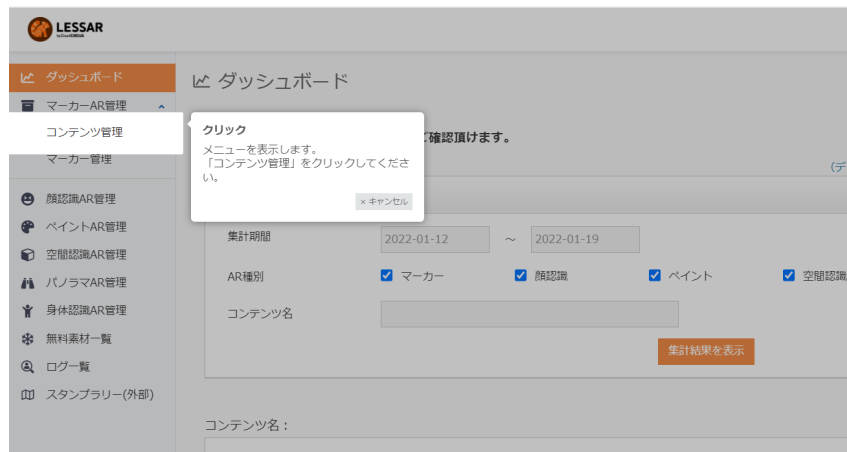 LESSAR
ダッシュボード
マーカーAR管理
コンテンツ管理
マーカー管理
顔認識AR管理
ペイントAR管理
空間認識AR管理
パノラマAR管理
身体認識AR管理
無料素材一覧
ログ一覧
スタンプラリー(外部)
ダッシュボード
ご確認頂けます。
クリック
メニューを表示します。
「コンテンツ管理」をクリックしてくださ
い。
×キャンセル
(デ
集計期間
2022-01-12 ～ 2022-01-19
AR種別
マーカー 顔認識 ペイント 空間認識
コンテンツ名
集計結果を表示
コンテンツ名：